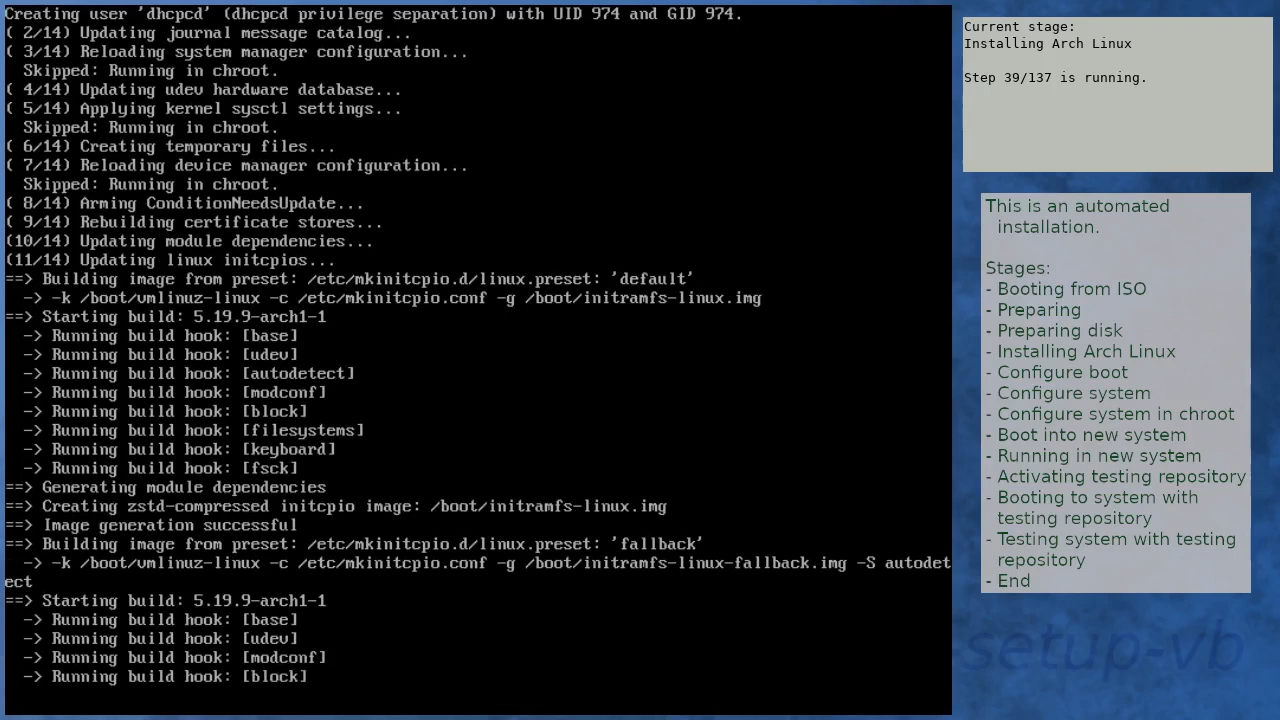 Creating user 'dhcpcd' (dhcpcd privilege separation) with UID 974 and GID 974.
( 2/14) Updating journal message catalog...
( 3/14) Reloading system manager configuration...
  Skipped: Running in chroot.
( 4/14) Updating udev hardware database...
( 5/14) Applying kernel sysctl settings...
  Skipped: Running in chroot.
( 6/14) Creating temporary files...
( 7/14) Reloading device manager configuration...
  Skipped: Running in chroot.
( 8/14) Arming ConditionNeedsUpdate...
( 9/14) Rebuilding certificate stores...
(10/14) Updating module dependencies...
(11/14) Updating linux initcpios...
==> Building image from preset: /etc/mkinitcpio.d/linux.preset: 'default'
  -> -k /boot/vmlinuz-linux -c /etc/mkinitcpio.conf -g /boot/initramfs-linux.img
==> Starting build: 5.19.9-arch1-1
  -> Running build hook: [base]
  -> Running build hook: [udev]
  -> Running build hook: [autodetect]
  -> Running build hook: [modconf]
  -> Running build hook: [block]
  -> Running build hook: [filesystems]
  -> Running build hook: [keyboard]
  -> Running build hook: [fsck]
==> Generating module dependencies
==> Creating zstd-compressed initcpio image: /boot/initramfs-linux.img
==> Image generation successful
==> Building image from preset: /etc/mkinitcpio.d/linux.preset: 'fallback'
  -> -k /boot/vmlinuz-linux -c /etc/mkinitcpio.conf -g /boot/initramfs-linux-fallback.img -S autodet
ect
==> Starting build: 5.19.9-arch1-1
  -> Running build hook: [base]
  -> Running build hook: [udev]
  -> Running build hook: [modconf]
  -> Running build hook: [block]
Current stage:
Installing Arch Linux
Step 39/137 is running.
This is an automated
installation.
Stages:
- Booting from ISO
- Preparing
- Preparing disk
- Installing Arch Linux
- Configure boot
- Configure system
- Configure system in chroot
- Boot into new system
- Running in new system
- Activating testing repository
- Booting to system with
testing repository
- Testing system with testing
repository
- End
-setup-vb